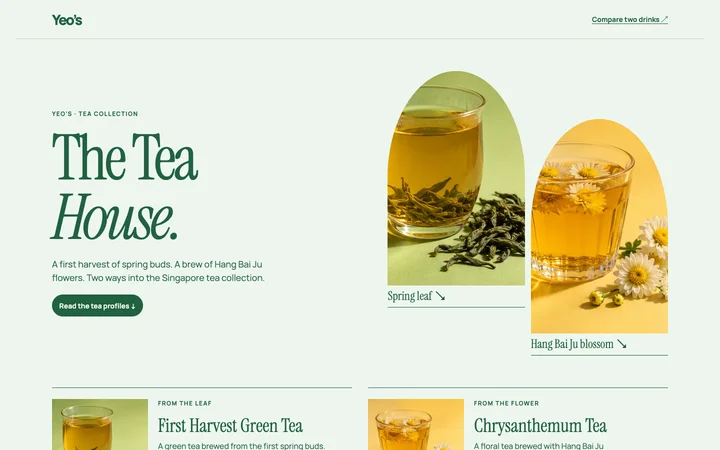 Yeo's
Compare two drinks ↗
YEO'S · TEA COLLECTION
The Tea
House.
A first harvest of spring buds. A brew of Hang Bai Ju
flowers. Two ways into the Singapore tea collection.
Read the tea profiles ↓
Spring leaf ↘
Hang Bai Ju blossom ↘
FROM THE LEAF
First Harvest Green Tea
A green tea brewed from the first spring buds.
FROM THE FLOWER
Chrysanthemum Tea
A floral tea brewed with Hang Bai Ju